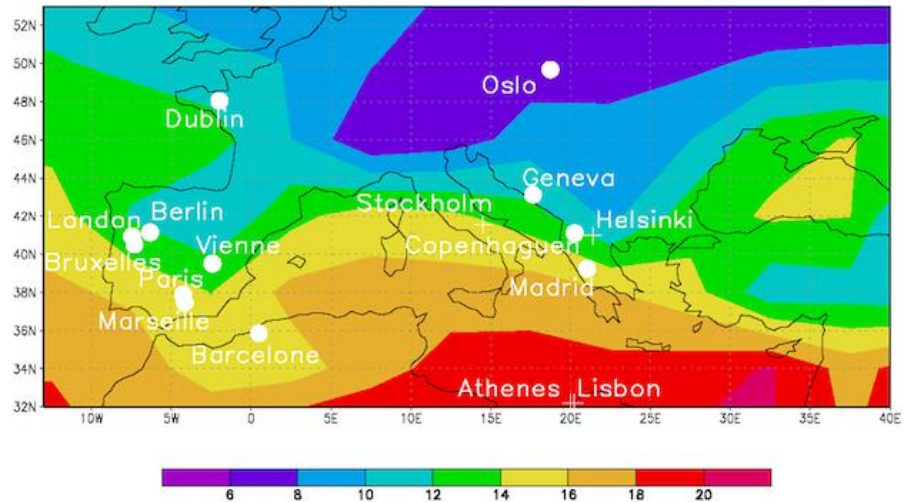 52N
50N
Oslo
48N
Dublin
46N
44N
Geneva
Stockholm
42N
London Berlin
Helsinki
Copenhaguen
40N
Vienne
Bruxelles
Paris
Madrid
38N
Marseille
36N
Barcelone
34N
Athenes Lisbon
32N
10W 5W 0 5E 10E 15E 20E 25E 30E 35E 40E
6 8 10 12 14 16 18 20